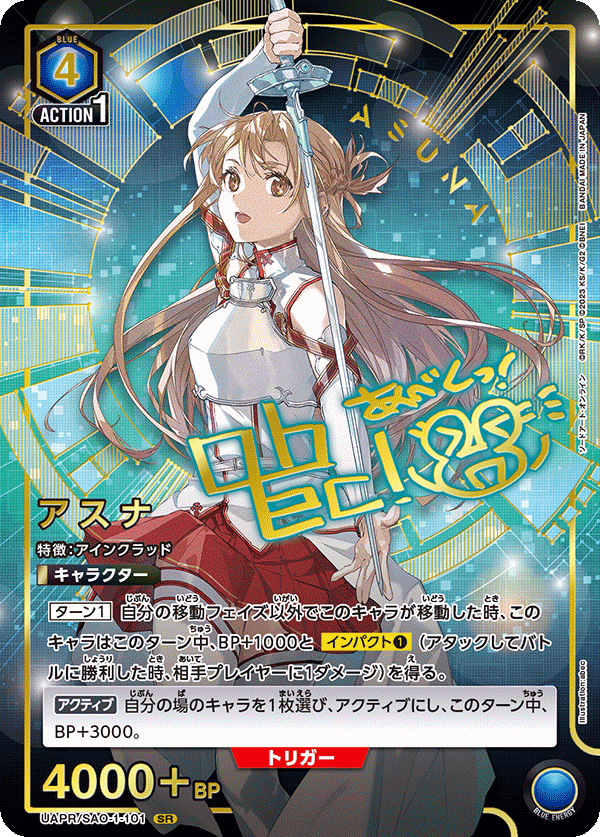 BLUE
4
ACTION 1
ASUNA
BANDAI MADE IN JAPAN
ソードアート・オンライン ©RK/K/SP ©2023 KS/K/G2 ©BNEI
あべしっ!
abec!
アスナ
特徴:アインクラッド
キャラクター
ターン1 自分の移動フェイズ以外でこのキャラが移動した時、この
キャラはこのターン中、BP+1000と インパクト❶ (アタックしてバト
ルに勝利した時、相手プレイヤーに1ダメージ)を得る。
アクティブ 自分の場のキャラを1枚選び、アクティブにし、このターン中、
BP+3000。
トリガー
4000+BP
UAPR/SAO-1-101 SR
BLUE ENERGY
Illustration:abec